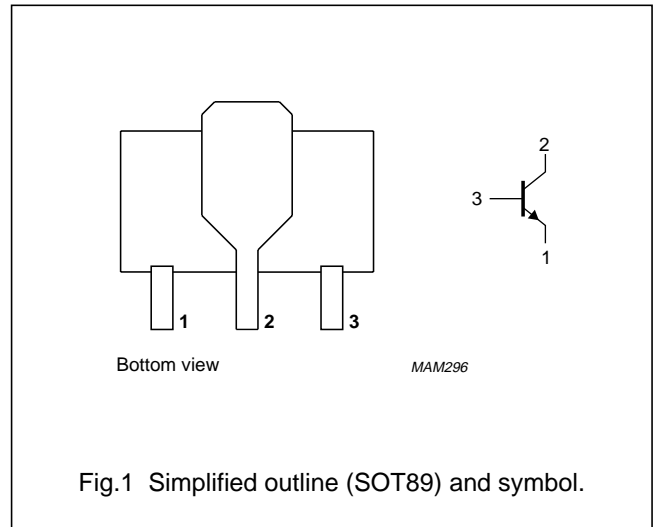 2
3
1
1 2 3
Bottom view
MAM296
Fig.1 Simplified outline (SOT89) and symbol.